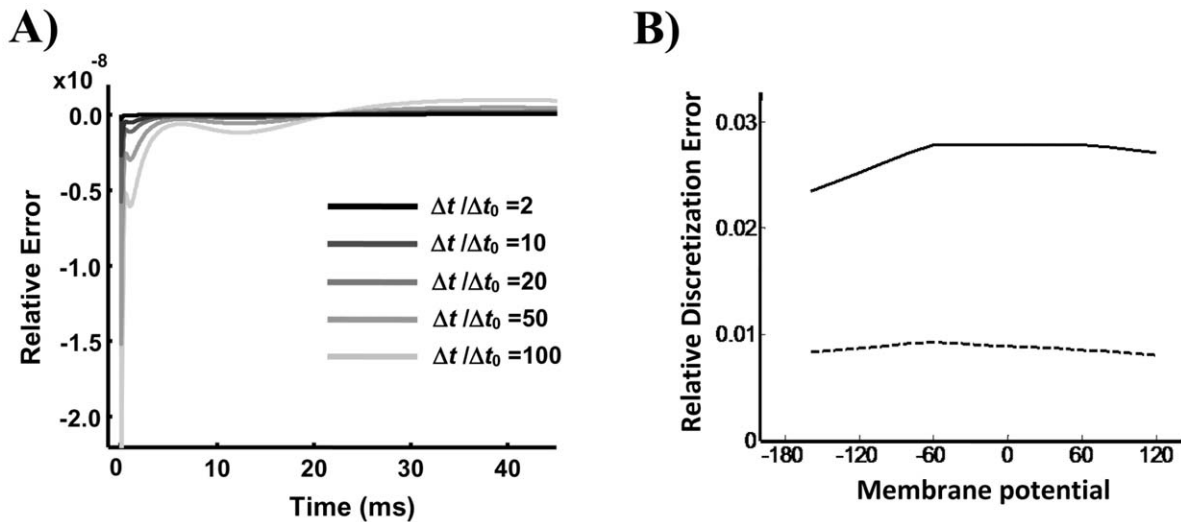 A)
x10 -8
0.0
-0.5
-1.0
-1.5
-2.0
Relative Error
Δt /Δt₀ =2
Δt /Δt₀ =10
Δt /Δt₀ =20
Δt /Δt₀ =50
Δt /Δt₀ =100
0 10 20 30 40
Time (ms)
B)
0.03
0.02
0.01
0
Relative Discretization Error
-180 -120 -60 0 60 120
Membrane potential